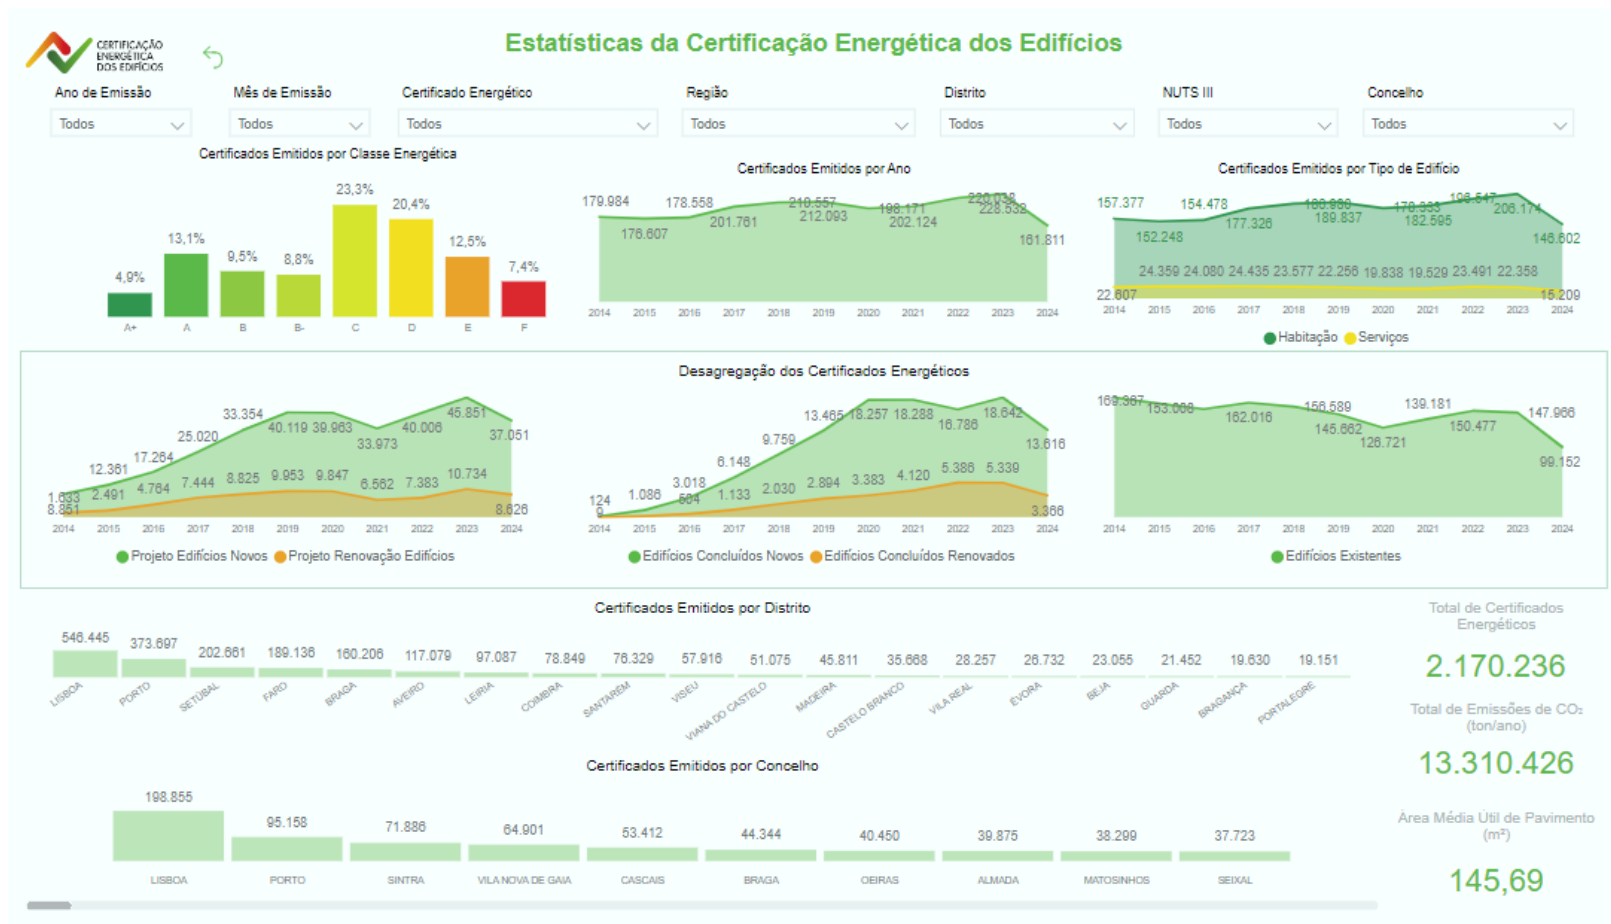 CERTIFICAÇÃO
ENERGÉTICA
DOS EDIFÍCIOS
Estatísticas da Certificação Energética dos Edifícios
Ano de Emissão Mês de Emissão Certificado Energético Região Distrito NUTS III Concelho
Todos Todos Todos Todos Todos Todos Todos
Certificados Emitidos por Classe Energética
4,9% 13,1% 9,5% 8,8% 23,3% 20,4% 12,5% 7,4%
A+ A B B- C D E F
Certificados Emitidos por Ano
179.984 176.607 178.558 201.761 210.557 212.093 198.171 202.124 220.038 228.532 161.811
2014 2015 2016 2017 2018 2019 2020 2021 2022 2023 2024
Certificados Emitidos por Tipo de Edifício
157.377 152.248 154.478 177.326 189.837 178.333 182.595 196.547 206.174 146.602
22.607 24.359 24.080 24.435 23.577 22.256 19.838 19.529 23.491 22.358 15.209
2014 2015 2016 2017 2018 2019 2020 2021 2022 2023 2024
Habitação Serviços
Desagregação dos Certificados Energéticos
1.633 12.361 17.264 25.020 33.354 40.119 39.963 33.973 40.006 45.851 37.051
8.851 2.491 4.764 7.444 8.825 9.953 9.847 6.562 7.383 10.734 8.626
2014 2015 2016 2017 2018 2019 2020 2021 2022 2023 2024
Projeto Edifícios Novos Projeto Renovação Edifícios
124 1.086 3.018 6.148 9.759 13.465 18.257 18.288 16.786 18.642 13.616
9 584 1.133 2.030 2.894 3.383 4.120 5.386 5.339 3.366
2014 2015 2016 2017 2018 2019 2020 2021 2022 2023 2024
Edifícios Concluídos Novos Edifícios Concluídos Renovados
169.367 153.068 162.016 156.589 145.662 126.721 139.181 150.477 147.966 99.152
2014 2015 2016 2017 2018 2019 2020 2021 2022 2023 2024
Edifícios Existentes
Certificados Emitidos por Distrito
546.445 373.697 202.661 189.136 160.206 117.079 97.087 78.849 76.329 57.916 51.075 45.811 35.668 28.257 26.732 23.055 21.452 19.630 19.151
LISBOA PORTO SETÚBAL FARO BRAGA AVEIRO LEIRIA COIMBRA SANTARÉM VISEU VIANA DO CASTELO MADEIRA CASTELO BRANCO VILA REAL EVORA BEJA GUARDA BRAGANÇA PORTALEGRE
Certificados Emitidos por Concelho
198.855 95.158 71.886 64.901 53.412 44.344 40.450 39.875 38.299 37.723
LISBOA PORTO SINTRA VILA NOVA DE GAIA CASCAIS BRAGA OEIRAS ALMADA MATOSINHOS SEIXAL
Total de Certificados
Energéticos
2.170.236
Total de Emissões de CO₂
(ton/ano)
13.310.426
Área Média Útil de Pavimento
(m²)
145,69